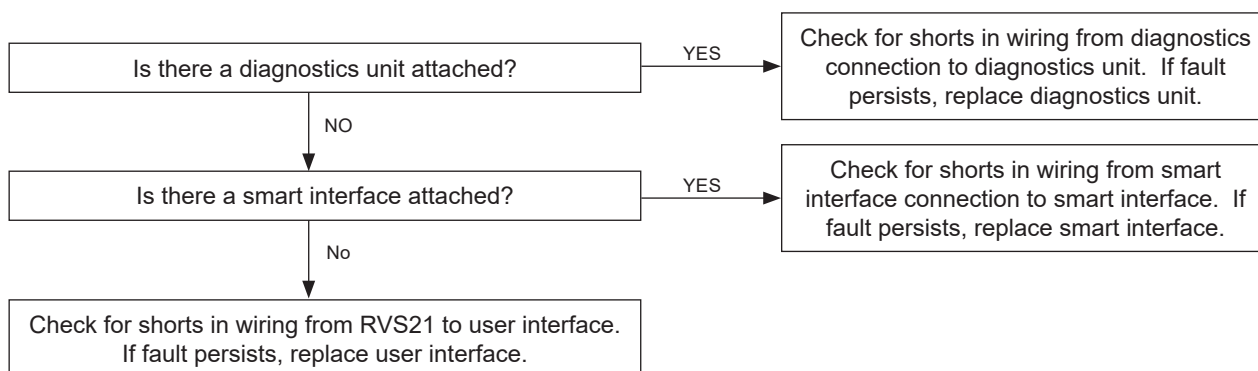 Is there a diagnostics unit attached?
YES
Check for shorts in wiring from diagnostics
connection to diagnostics unit.  If fault
persists, replace diagnostics unit.
NO
Is there a smart interface attached?
YES
Check for shorts in wiring from smart
interface connection to smart interface.  If
fault persists, replace smart interface.
No
Check for shorts in wiring from RVS21 to user interface.
If fault persists, replace user interface.